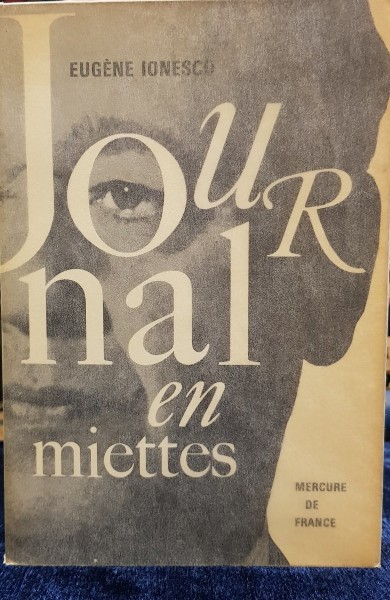 EUGÈNE IONESCO
JOUR
nal
en
miettes
MERCURE
DE
FRANCE